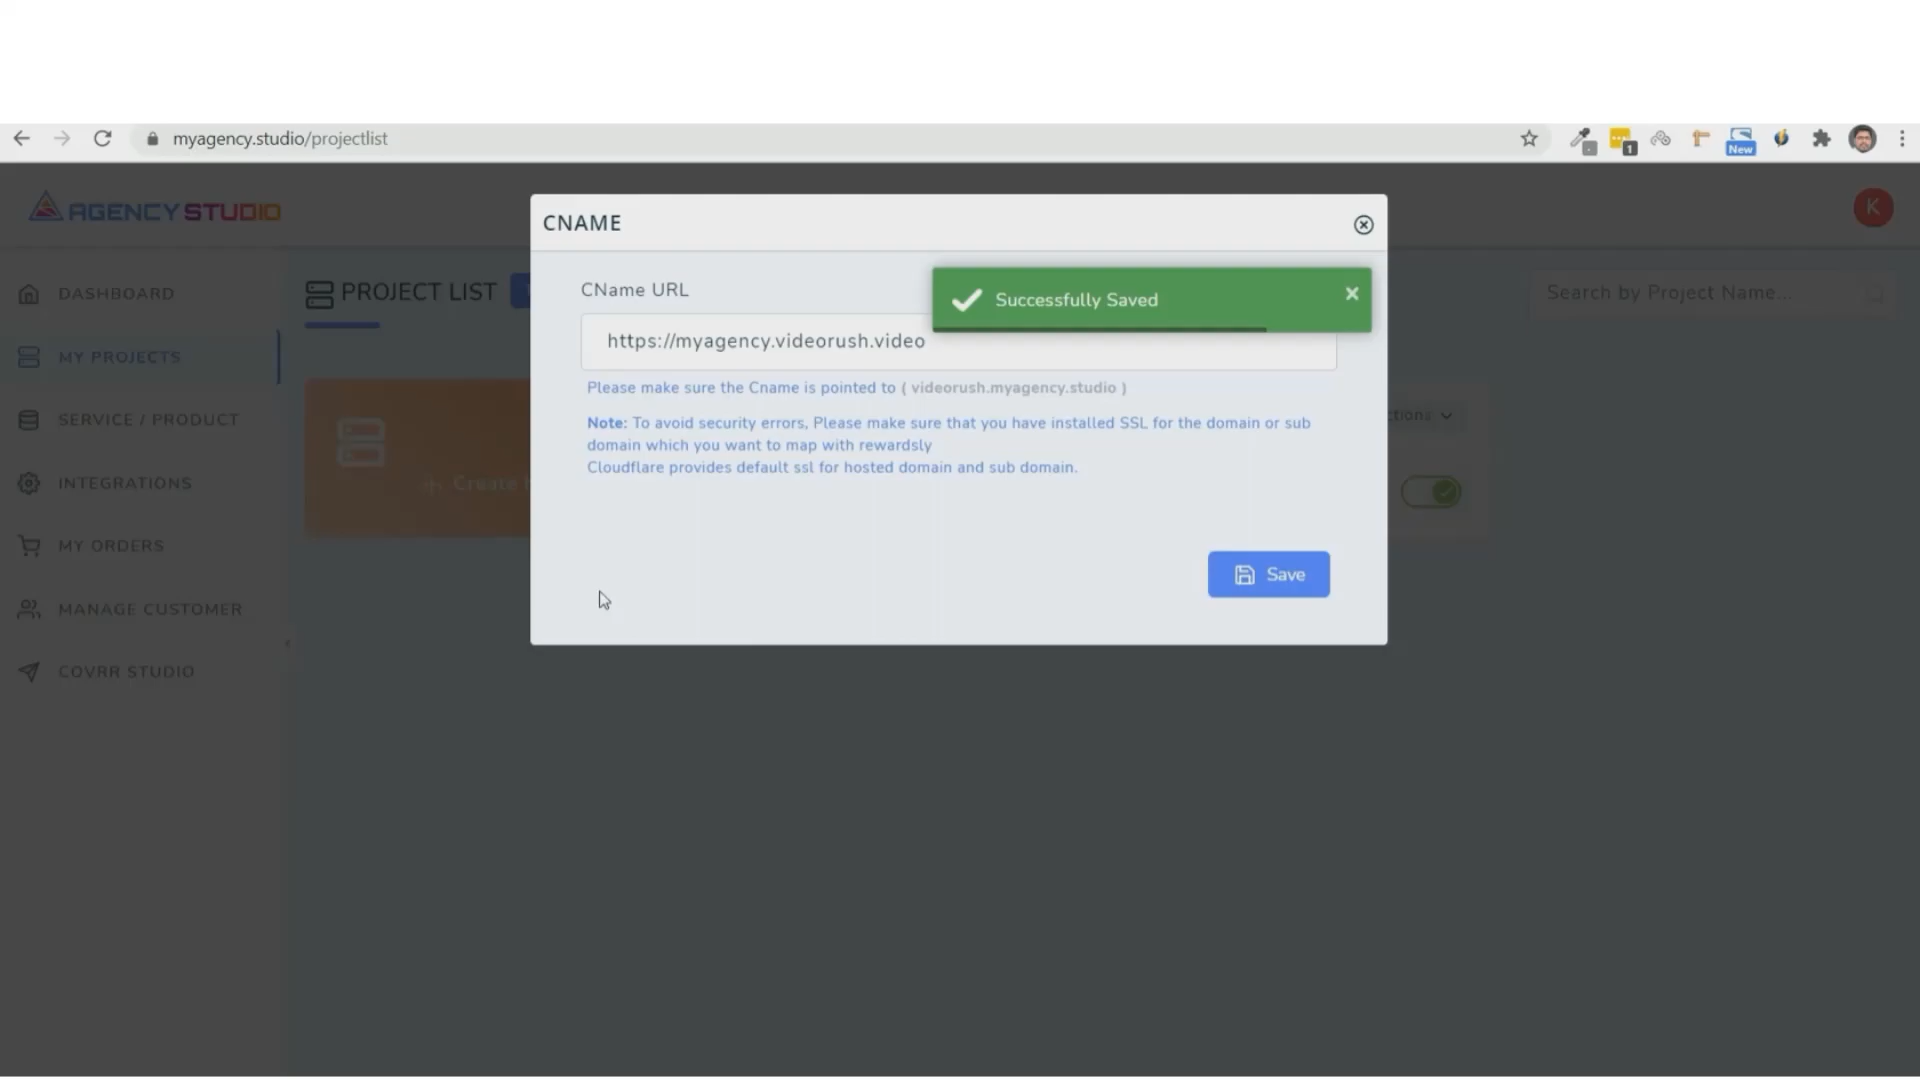 myagency.studio/projectlist
1
New
AGENCY STUDIO
K
CNAME
DASHBOARD
PROJECT LIST
CName URL
Successfully Saved
Search by Project Name...
https://myagency.videorush.video
MY PROJECTS
Please make sure the Cname is pointed to ( videorush.myagency.studio )
SERVICE / PRODUCT
Note: To avoid security errors, Please make sure that you have installed SSL for the domain or sub
domain which you want to map with rewardsly
Cloudflare provides default ssl for hosted domain and sub domain.
INTEGRATIONS
+ Create
MY ORDERS
Save
MANAGE CUSTOMER
COVRR STUDIO